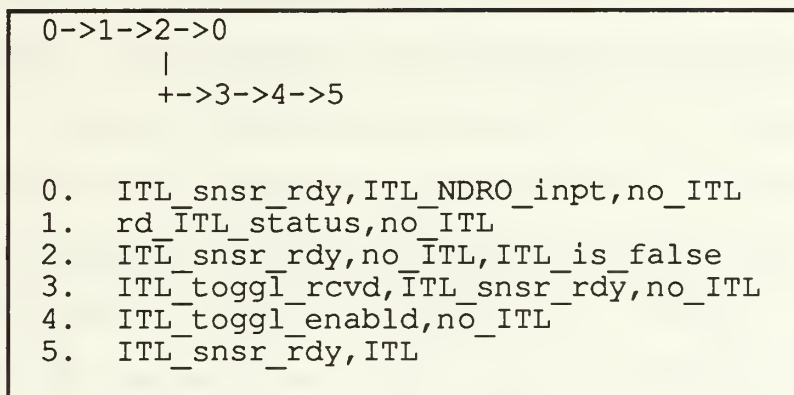 0->1->2->0
|
+->3->4->5
0. ITL_snsr_rdy,ITL_NDRO_inpt,no_ITL
1. rd_ITL_status,no_ITL
2. ITL_snsr_rdy,no_ITL,ITL_is_false
3. ITL_toggl_rcvd,ITL_snsr_rdy,no_ITL
4. ITL_toggl_enabld,no_ITL
5. ITL_snsr_rdy,ITL